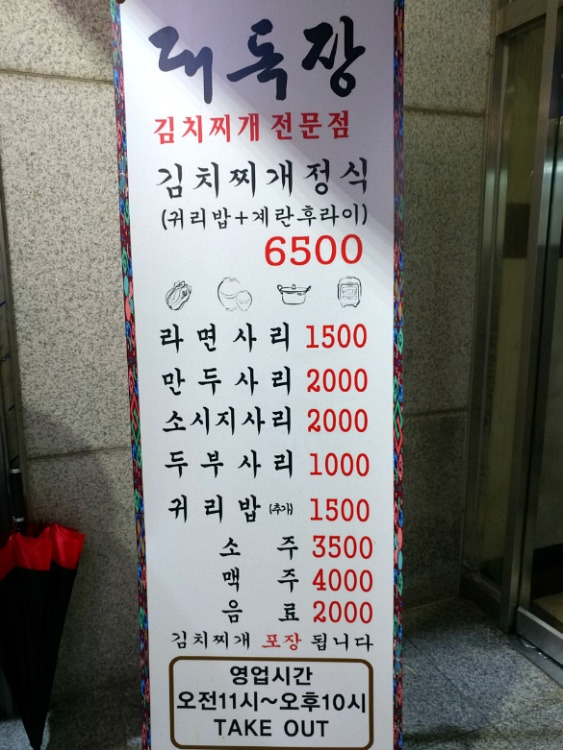 대독장
김치찌개 전문점
김치찌개정식
(귀리밥+계란후라이)
6500
라면사리 1500
만두사리 2000
소시지사리 2000
두부사리 1000
귀리밥(추가) 1500
소주 3500
맥주 4000
음료 2000
김치찌개 포장 됩니다
영업시간
오전11시~오후10시
TAKE OUT